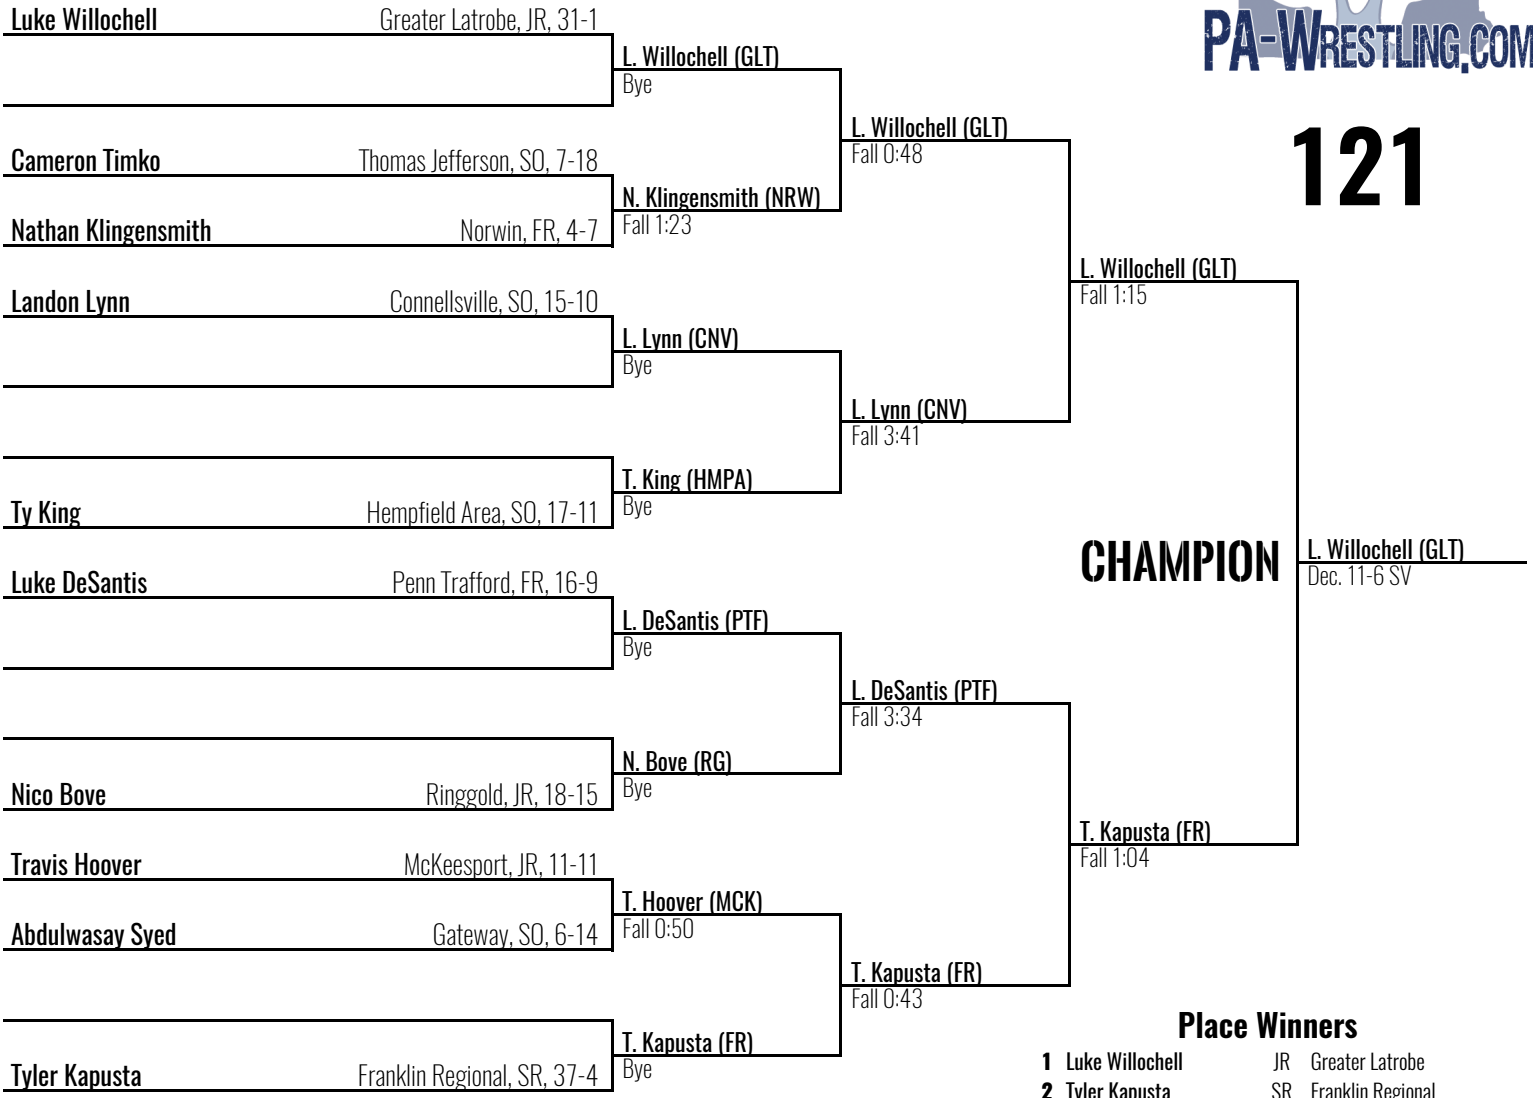 PA-WRESTLING.COM
121
Luke Willochell Greater Latrobe, JR, 31-1
L. Willochell (GLT)
Bye
L. Willochell (GLT)
Fall 0:48
Cameron Timko Thomas Jefferson, SO, 7-18
N. Klingensmith (NRW)
Fall 1:23
Nathan Klingensmith Norwin, FR, 4-7
L. Willochell (GLT)
Fall 1:15
Landon Lynn Connellsville, SO, 15-10
L. Lynn (CNV)
Bye
L. Lynn (CNV)
Fall 3:41
T. King (HMPA)
Bye
Ty King Hempfield Area, SO, 17-11
CHAMPION
L. Willochell (GLT)
Dec. 11-6 SV
Luke DeSantis Penn Trafford, FR, 16-9
L. DeSantis (PTF)
Bye
L. DeSantis (PTF)
Fall 3:34
N. Bove (RG)
Bye
Nico Bove Ringgold, JR, 18-15
T. Kapusta (FR)
Fall 1:04
Travis Hoover McKeesport, JR, 11-11
T. Hoover (MCK)
Fall 0:50
Abdulwasay Syed Gateway, SO, 6-14
T. Kapusta (FR)
Fall 0:43
T. Kapusta (FR)
Bye
Tyler Kapusta Franklin Regional, SR, 37-4
Place Winners
1 Luke Willochell JR Greater Latrobe
2 Tyler Kapusta SR Franklin Regional